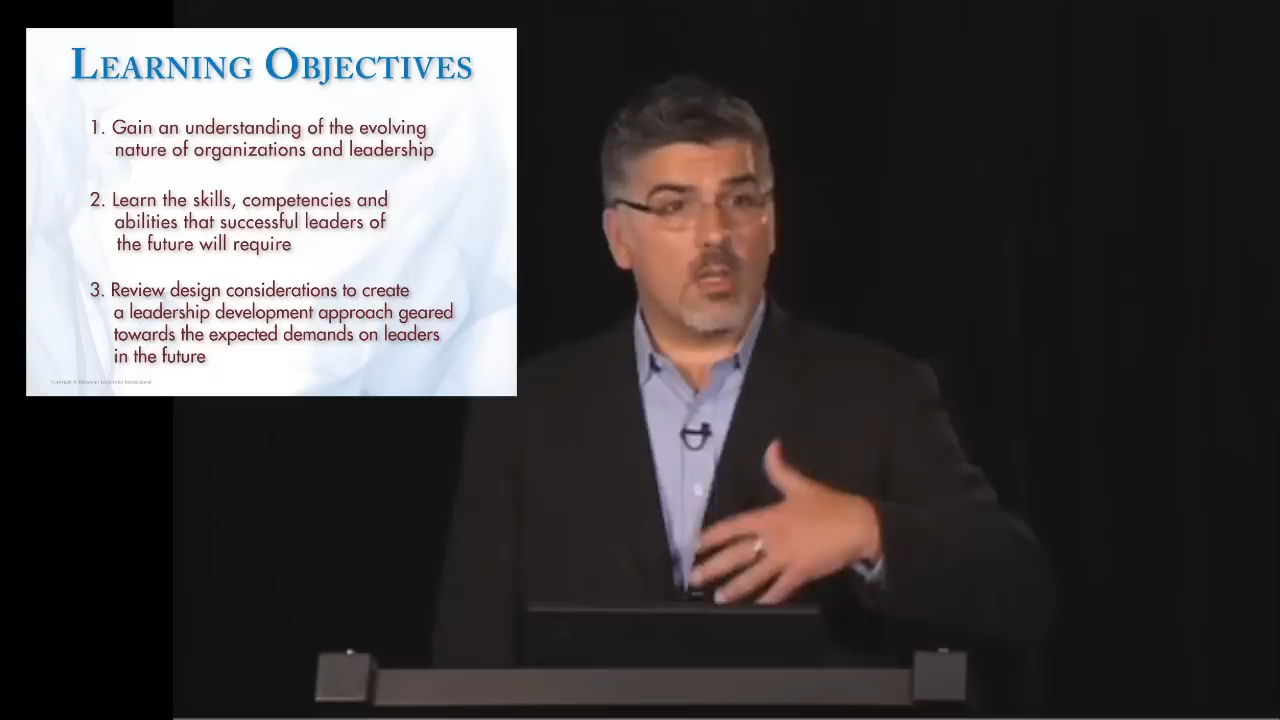 LEARNING OBJECTIVES
1. Gain an understanding of the evolving
nature of organizations and leadership
2. Learn the skills, competencies and
abilities that successful leaders of
the future will require
3. Review design considerations to create
a leadership development approach geared
towards the expected demands on leaders
in the future